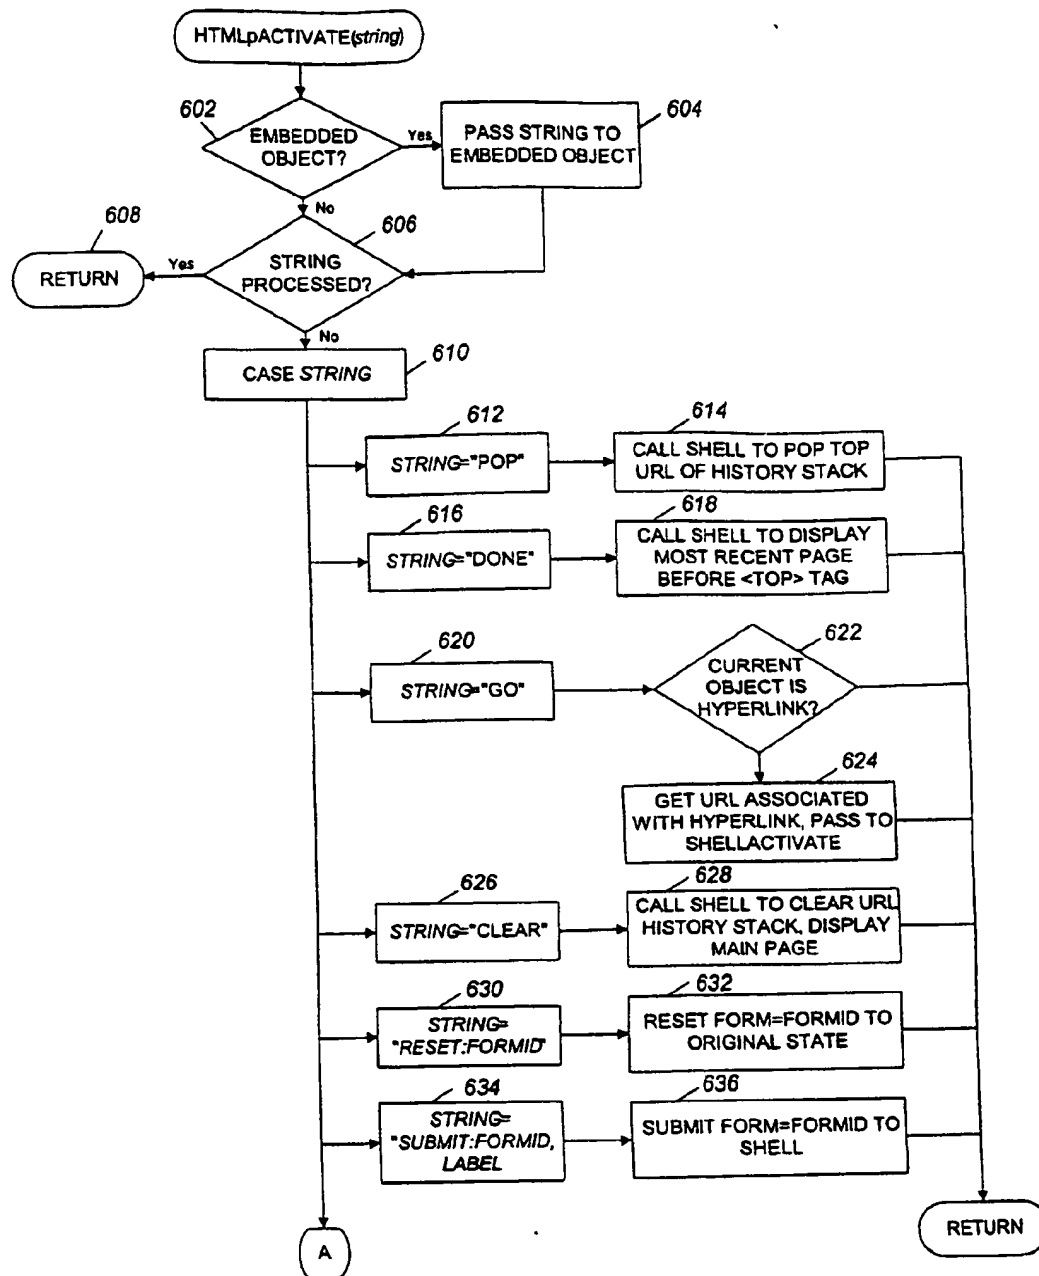 HTMLpACTIVATE(string)
602
EMBEDDED
OBJECT?
Yes
604
PASS STRING TO
EMBEDDED OBJECT
No
608
RETURN
Yes
606
STRING
PROCESSED?
No
610
CASE STRING
612
STRING="POP"
614
CALL SHELL TO POP TOP
URL OF HISTORY STACK
616
STRING="DONE"
618
CALL SHELL TO DISPLAY
MOST RECENT PAGE
BEFORE <TOP> TAG
620
STRING="GO"
622
CURRENT
OBJECT IS
HYPERLINK?
624
GET URL ASSOCIATED
WITH HYPERLINK, PASS TO
SHELLACTIVATE
626
STRING="CLEAR"
628
CALL SHELL TO CLEAR URL
HISTORY STACK, DISPLAY
MAIN PAGE
630
STRING=
"RESET:FORMID"
632
RESET FORM=FORMID TO
ORIGINAL STATE
634
STRING=
"SUBMIT:FORMID,
LABEL
636
SUBMIT FORM=FORMID TO
SHELL
A
RETURN